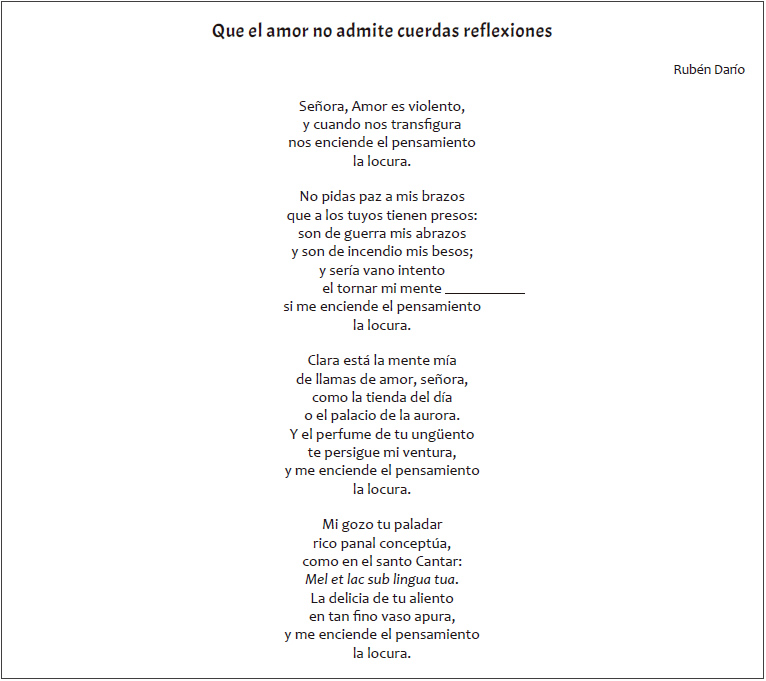 Que el amor no admite cuerdas reflexiones
Rubén Darío
Señora, Amor es violento,
y cuando nos transfigura
nos enciende el pensamiento
la locura.
No pidas paz a mis brazos
que a los tuyos tienen presos:
son de guerra mis abrazos
y son de incendio mis besos;
y sería vano intento
el tornar mi mente ___________
si me enciende el pensamiento
la locura.
Clara está la mente mía
de llamas de amor, señora,
como la tienda del día
o el palacio de la aurora.
Y el perfume de tu ungüento
te persigue mi ventura,
y me enciende el pensamiento
la locura.
Mi gozo tu paladar
rico panal conceptúa,
como en el santo Cantar:
Mel et lac sub lingua tua.
La delicia de tu aliento
en tan fino vaso apura,
y me enciende el pensamiento
la locura.